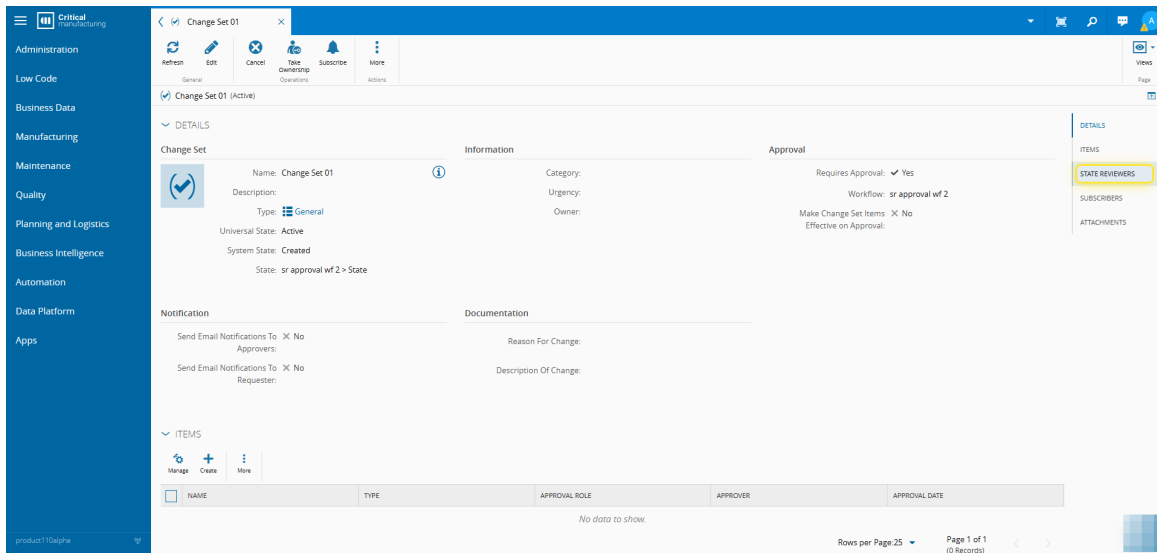 Critical
manufacturing
Change Set 01
A
Administration
Low Code
Business Data
Manufacturing
Maintenance
Quality
Planning and Logistics
Business Intelligence
Automation
Data Platform
Apps
product110alpha
Refresh
Edit
Cancel
Take
Ownership
Subscribe
More
Views
General
Operations
Actions
Page
Change Set 01 (Active)
DETAILS
Change Set
Name: Change Set 01
Description:
Type: General
Universal State: Active
System State: Created
State: sr approval wf 2 > State
Information
Category:
Urgency:
Owner:
Approval
Requires Approval: Yes
Workflow: sr approval wf 2
Make Change Set Items No
Effective on Approval:
DETAILS
ITEMS
STATE REVIEWERS
SUBSCRIBERS
ATTACHMENTS
Notification
Send Email Notifications To No
Approvers:
Send Email Notifications To No
Requester:
Documentation
Reason For Change:
Description Of Change:
ITEMS
Manage
Create
More
NAME TYPE APPROVAL ROLE APPROVER APPROVAL DATE
No data to show.
Rows per Page:25
Page 1 of 1
(0 Records)